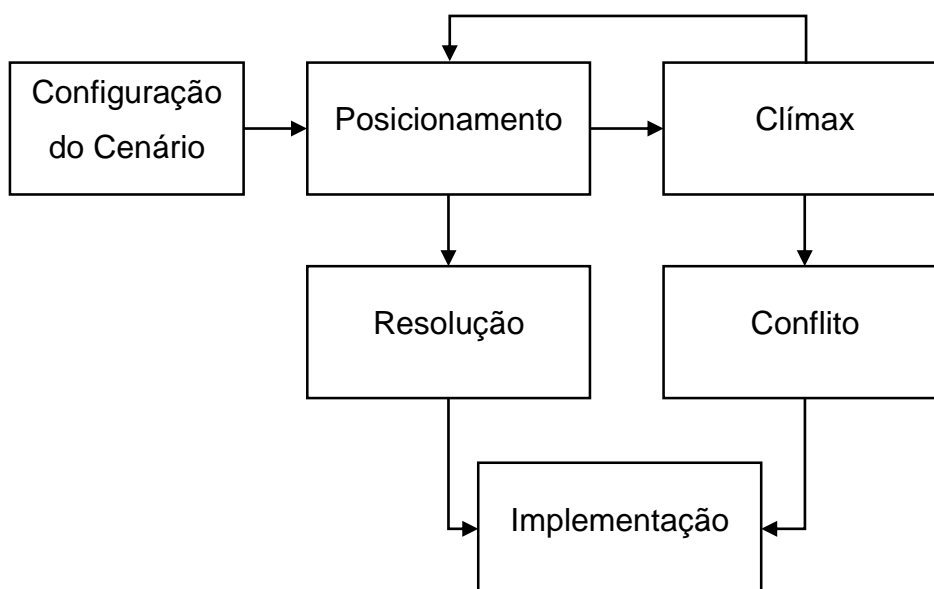 Configuração
do Cenário
Posicionamento
Clímax
Resolução
Conflito
Implementação